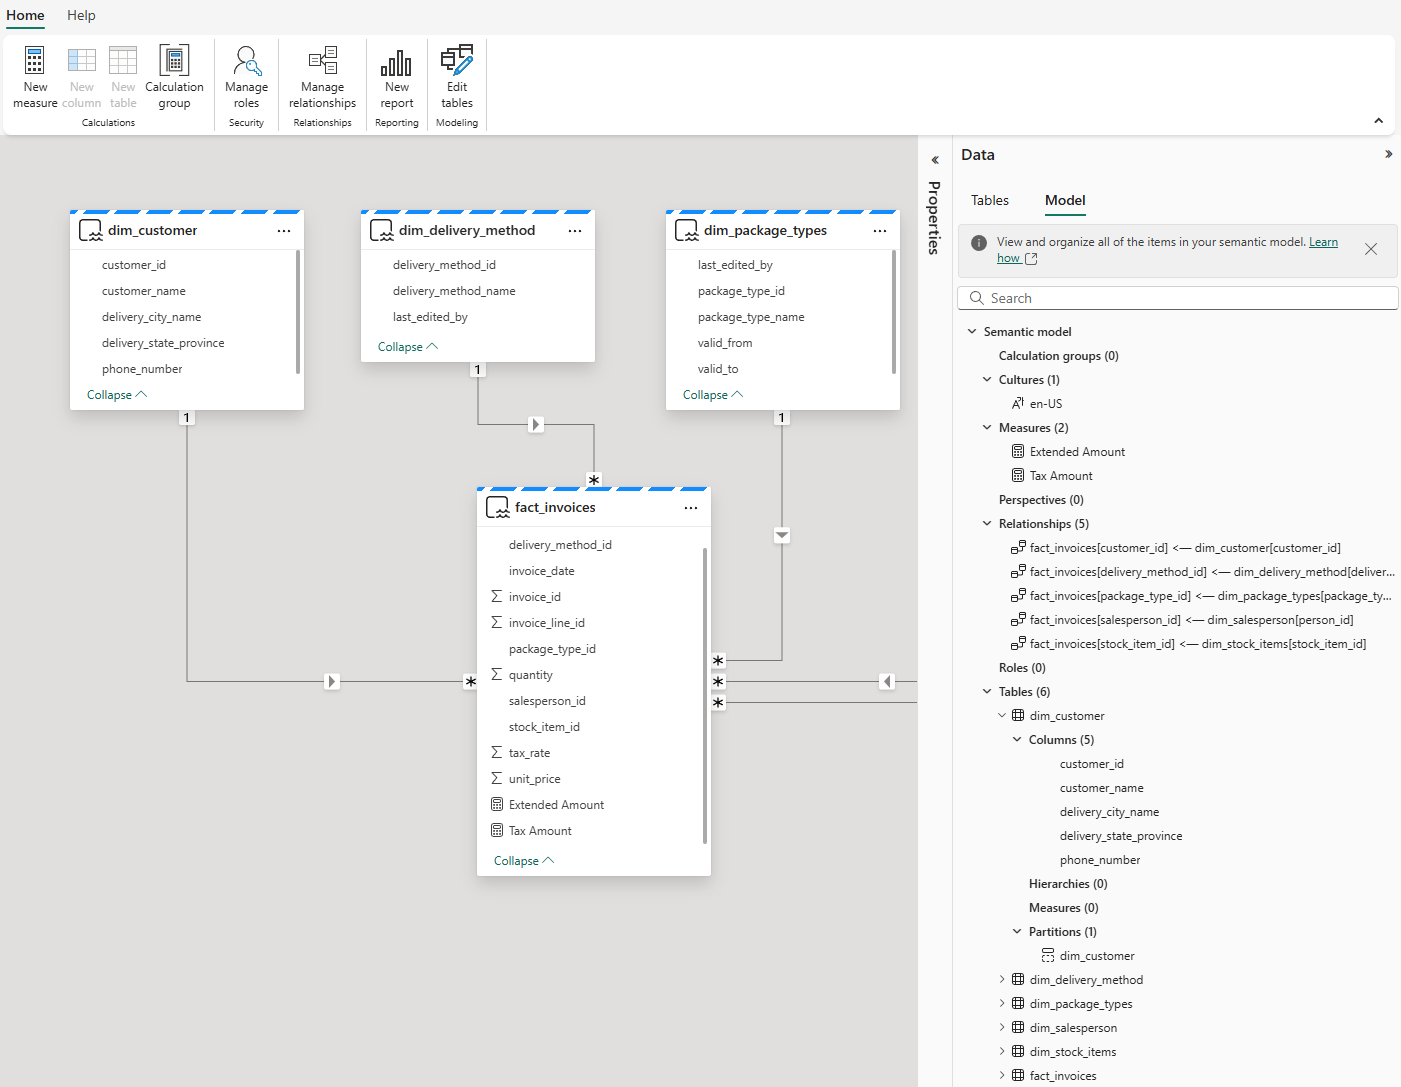 Home
Help
New
measure
New
column
New
table
Calculation
group
Calculations
Manage
roles
Security
Manage
relationships
Relationships
New
report
Reporting
Edit
tables
Modeling
dim_customer
customer_id
customer_name
delivery_city_name
delivery_state_province
phone_number
Collapse
1
dim_delivery_method
delivery_method_id
delivery_method_name
last_edited_by
Collapse
1
dim_package_types
last_edited_by
package_type_id
package_type_name
valid_from
valid_to
Collapse
1
*
fact_invoices
delivery_method_id
invoice_date
invoice_id
invoice_line_id
package_type_id
quantity
salesperson_id
stock_item_id
tax_rate
unit_price
Extended Amount
Tax Amount
Collapse
*
*
*
*
Properties
Data
Tables
Model
View and organize all of the items in your semantic model. Learn
how
Search
Semantic model
Calculation groups (0)
Cultures (1)
en-US
Measures (2)
Extended Amount
Tax Amount
Perspectives (0)
Relationships (5)
fact_invoices[customer_id] <— dim_customer[customer_id]
fact_invoices[delivery_method_id] <— dim_delivery_method[deliver...
fact_invoices[package_type_id] <— dim_package_types[package_ty...
fact_invoices[salesperson_id] <— dim_salesperson[person_id]
fact_invoices[stock_item_id] <— dim_stock_items[stock_item_id]
Roles (0)
Tables (6)
dim_customer
Columns (5)
customer_id
customer_name
delivery_city_name
delivery_state_province
phone_number
Hierarchies (0)
Measures (0)
Partitions (1)
dim_customer
dim_delivery_method
dim_package_types
dim_salesperson
dim_stock_items
fact_invoices